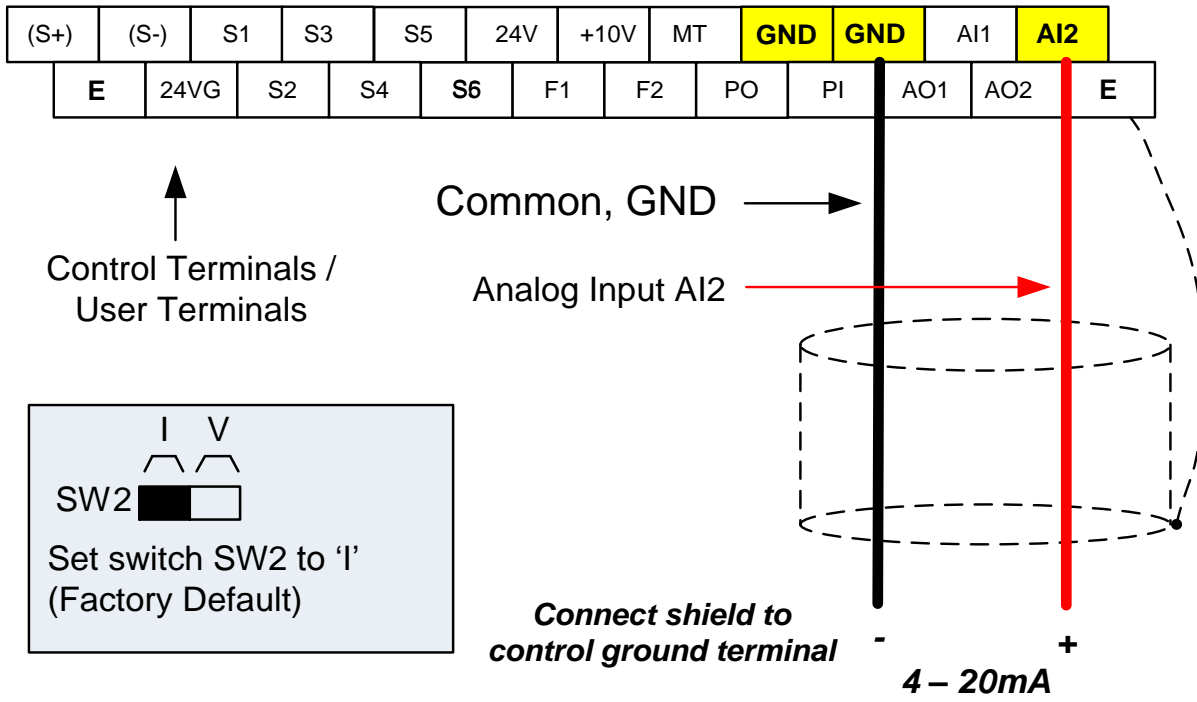 (S+) (S-) S1 S3 S5 24V +10V MT GND GND AI1 AI2
E 24VG S2 S4 S6 F1 F2 PO PI AO1 AO2 E
Common, GND
Control Terminals /
User Terminals
Analog Input AI2
I V
SW2
Set switch SW2 to ‘I’
(Factory Default)
Connect shield to
control ground terminal
- +
4 – 20mA